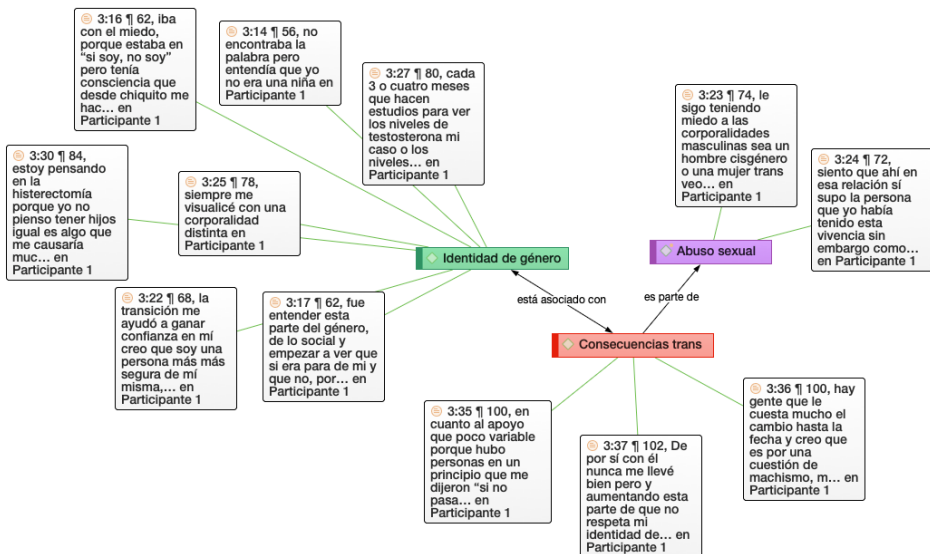 3:16 ¶ 62, iba
con el miedo,
porque estaba en
“si soy, no soy”
pero tenía
consciencia que
desde chiquito me
hac… en
Participante 1
3:14 ¶ 56, no
encontraba la
palabra pero
entendía que yo
no era una niña en
Participante 1
3:27 ¶ 80, cada
3 o cuatro meses
que hacen
estudios para ver
los niveles de
testosterona mi
caso o los
niveles… en
Participante 1
3:23 ¶ 74, le
sigo teniendo
miedo a las
corporalidades
masculinas sea un
hombre cisgénero
o una mujer trans
veo… en
Participante 1
3:30 ¶ 84,
estoy pensando
en la
histerectomía
porque yo no
pienso tener hijos
igual es algo que
me causaría
muc… en
Participante 1
3:25 ¶ 78,
siempre me
visualicé con una
corporalidad
distinta en
Participante 1
3:24 ¶ 72,
siento que ahí en
esa relación sí
supo la persona
que yo había
tenido esta
vivencia sin
embargo como…
en Participante 1
Identidad de género
Abuso sexual
está asociado con
es parte de
Consecuencias trans
3:22 ¶ 68, la
transición me
ayudó a ganar
confianza en mí
creo que soy una
persona más más
segura de mí
misma,… en
Participante 1
3:17 ¶ 62, fue
entender esta
parte del género,
de lo social y
empezar a ver que
si era para de mi y
que no, por… en
Participante 1
3:35 ¶ 100, en
cuanto al apoyo
que poco variable
porque hubo
personas en un
principio que me
dijeron “si no
pasa… en
Participante 1
3:37 ¶ 102, De
por sí con él
nunca me llevé
bien pero y
aumentando esta
parte de que no
respeta mi
identidad de… en
Participante 1
3:36 ¶ 100, hay
gente que le
cuesta mucho el
cambio hasta la
fecha y creo que
es por una
cuestión de
machismo, m… en
Participante 1